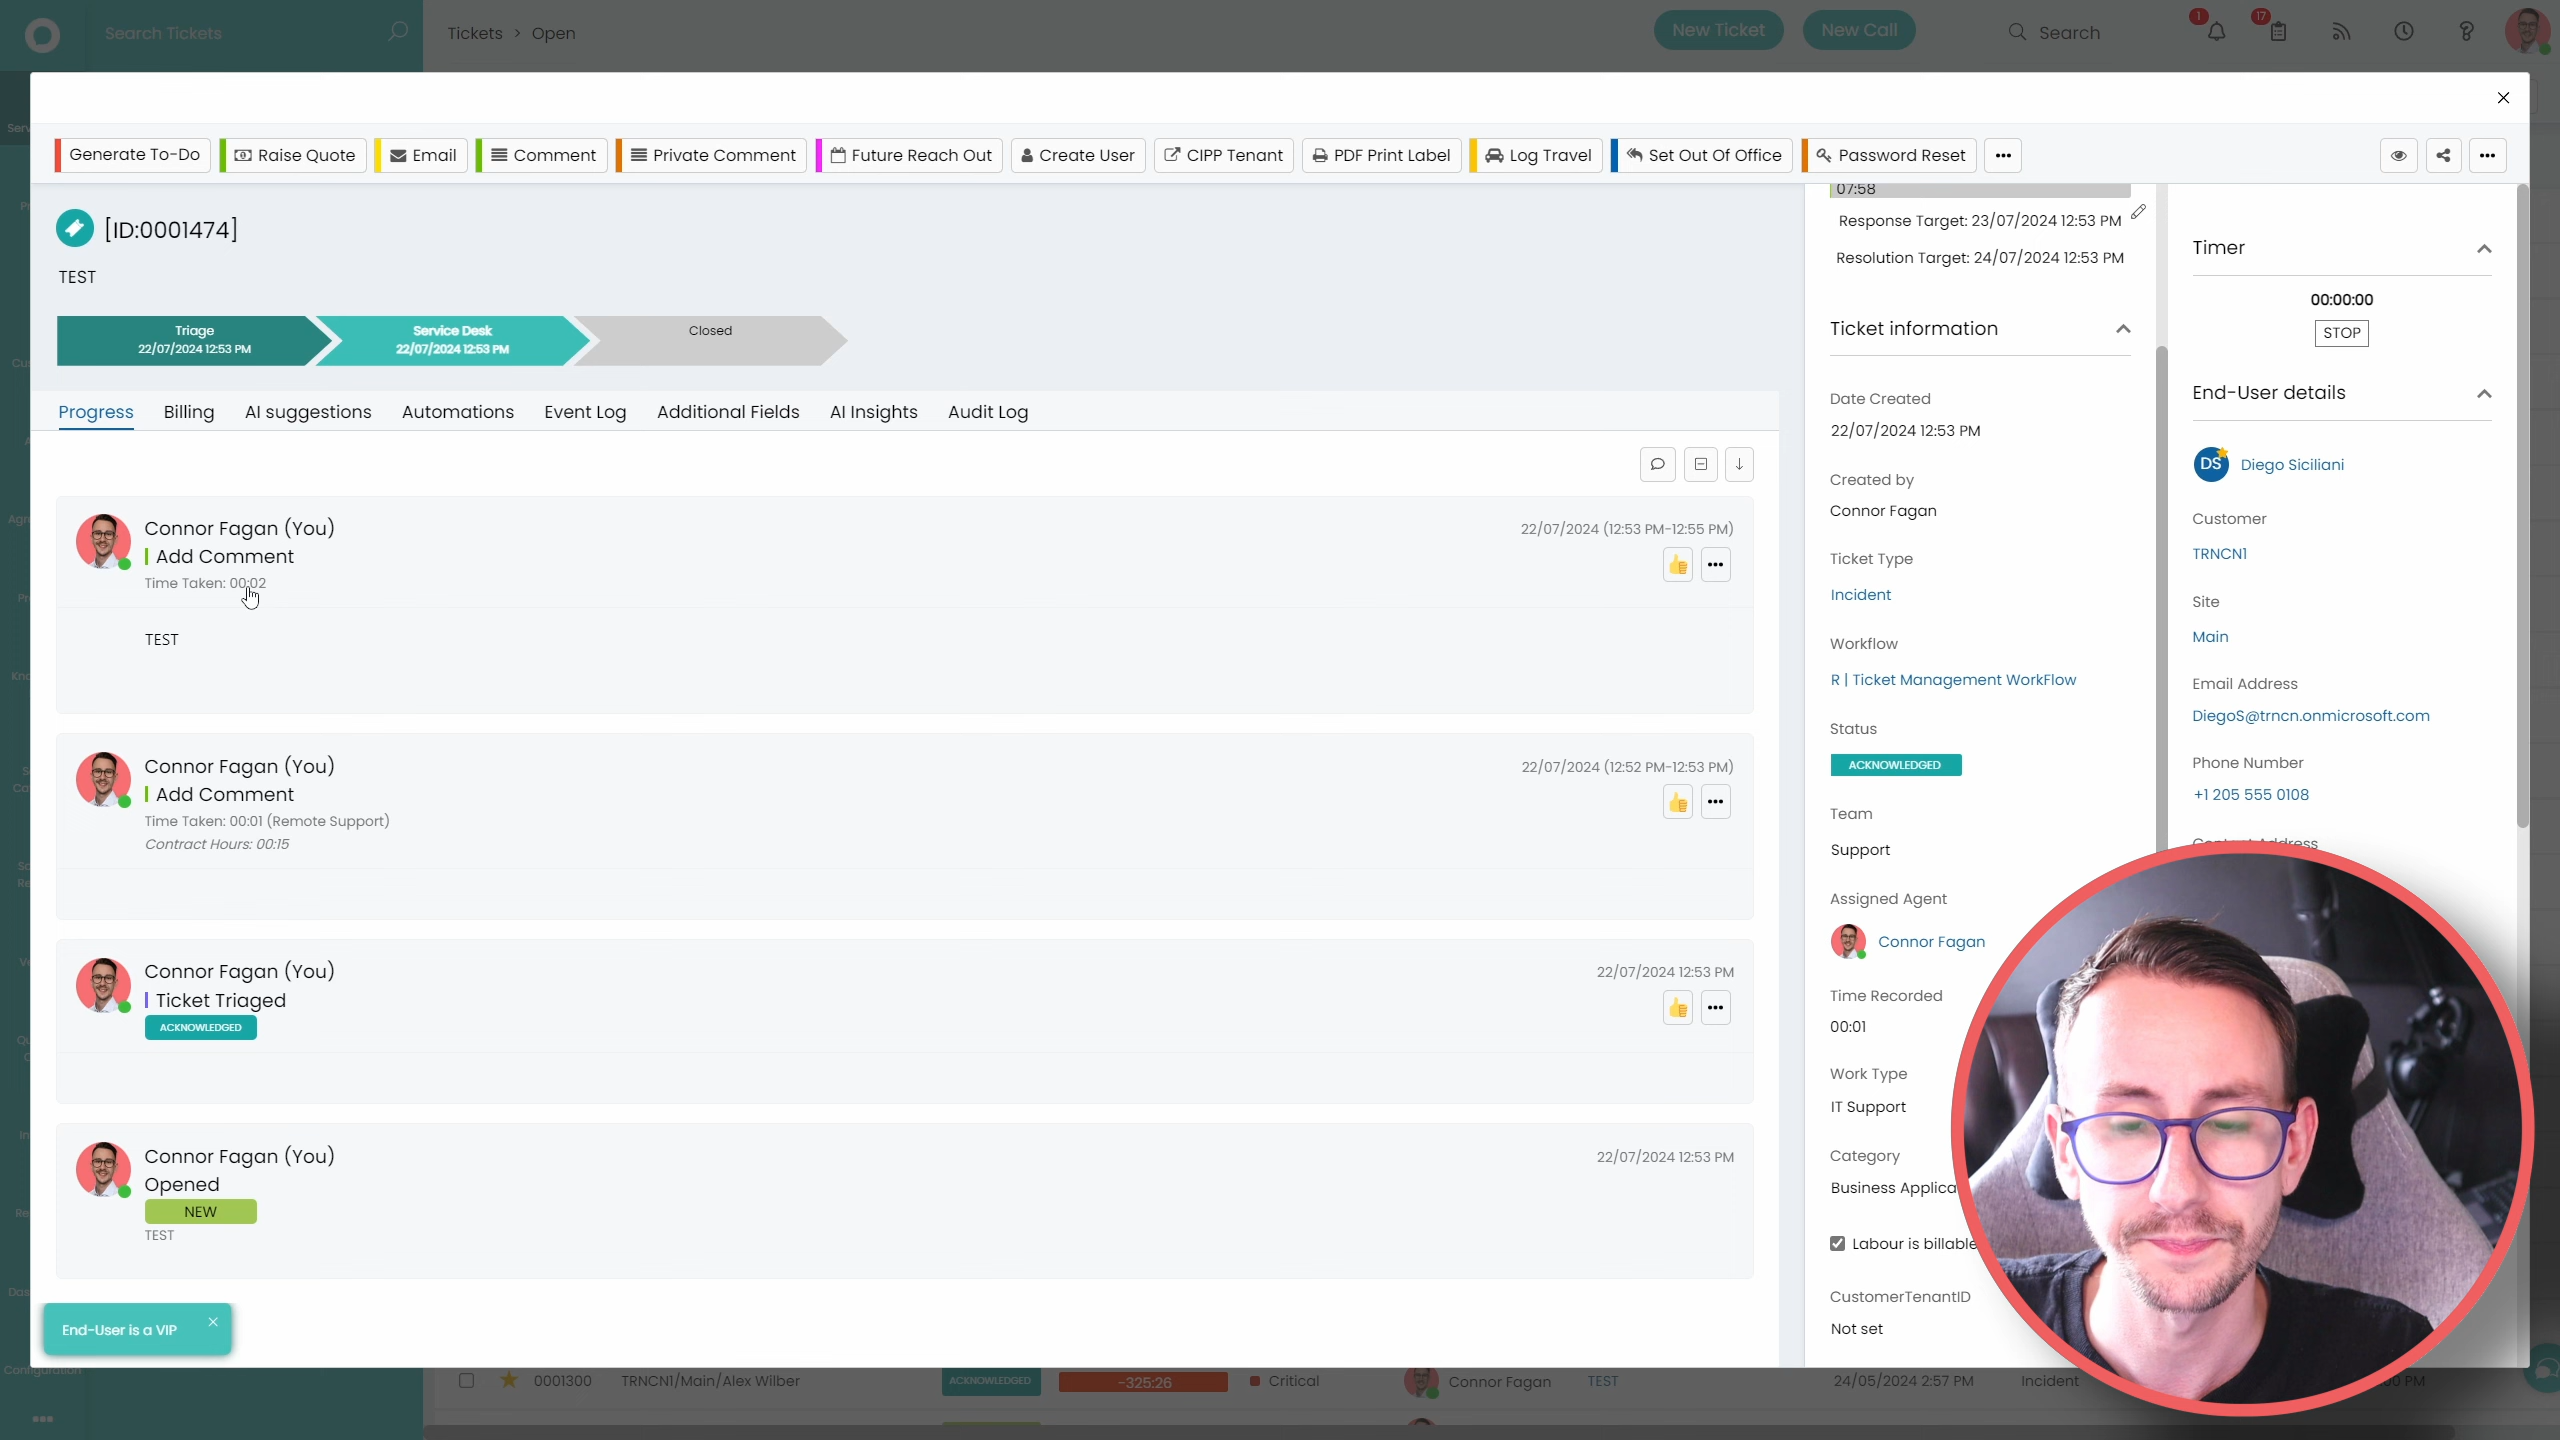 Search Tickets
Tickets > Open
New Ticket
New Call
Search
1
17
Generate To-Do
Raise Quote
Email
Comment
Private Comment
Future Reach Out
Create User
CIPP Tenant
PDF Print Label
Log Travel
Set Out Of Office
Password Reset
[ID:0001474]
TEST
Triage
22/07/2024 12:53 PM
Service Desk
22/07/2024 12:53 PM
Closed
Progress
Billing
AI suggestions
Automations
Event Log
Additional Fields
AI Insights
Audit Log
Connor Fagan (You)
22/07/2024 (12:53 PM-12:55 PM)
Add Comment
Time Taken: 00:02
TEST
Connor Fagan (You)
22/07/2024 (12:52 PM-12:53 PM)
Add Comment
Time Taken: 00:01 (Remote Support)
Contract Hours: 00:15
Connor Fagan (You)
22/07/2024 12:53 PM
Ticket Triaged
ACKNOWLEDGED
Connor Fagan (You)
22/07/2024 12:53 PM
Opened
NEW
TEST
End-User is a VIP
07:58
Response Target: 23/07/2024 12:53 PM
Resolution Target: 24/07/2024 12:53 PM
Ticket information
Date Created
22/07/2024 12:53 PM
Created by
Connor Fagan
Ticket Type
Incident
Workflow
R | Ticket Management WorkFlow
Status
ACKNOWLEDGED
Team
Support
Assigned Agent
Connor Fagan
Time Recorded
00:01
Work Type
IT Support
Category
Business Applica
Labour is billable
CustomerTenantID
Not set
Timer
00:00:00
STOP
End-User details
DS
Diego Siciliani
Customer
TRNCN1
Site
Main
Email Address
DiegoS@trncn.onmicrosoft.com
Phone Number
+1 205 555 0108
Configuration
0001300
TRNCN1/Main/Alex Wilber
ACKNOWLEDGED
-325:26
Critical
Connor Fagan
TEST
24/05/2024 2:57 PM
Incident